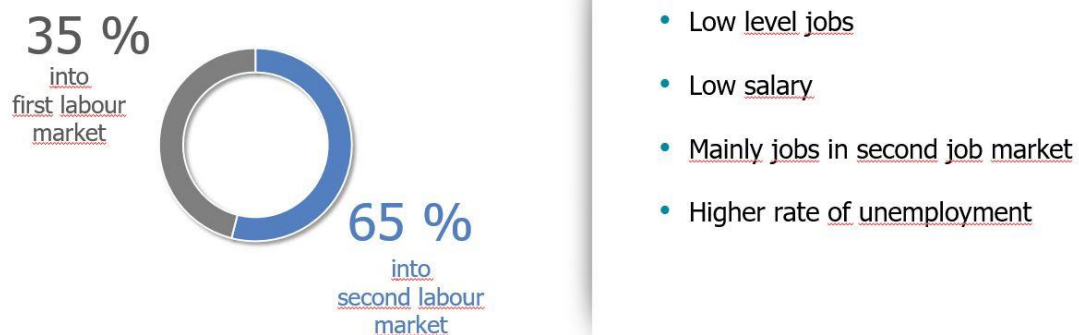 35 %
into
first labour
market
65 %
into
second labour
market
• Low level jobs
• Low salary
• Mainly jobs in second job market
• Higher rate of unemployment